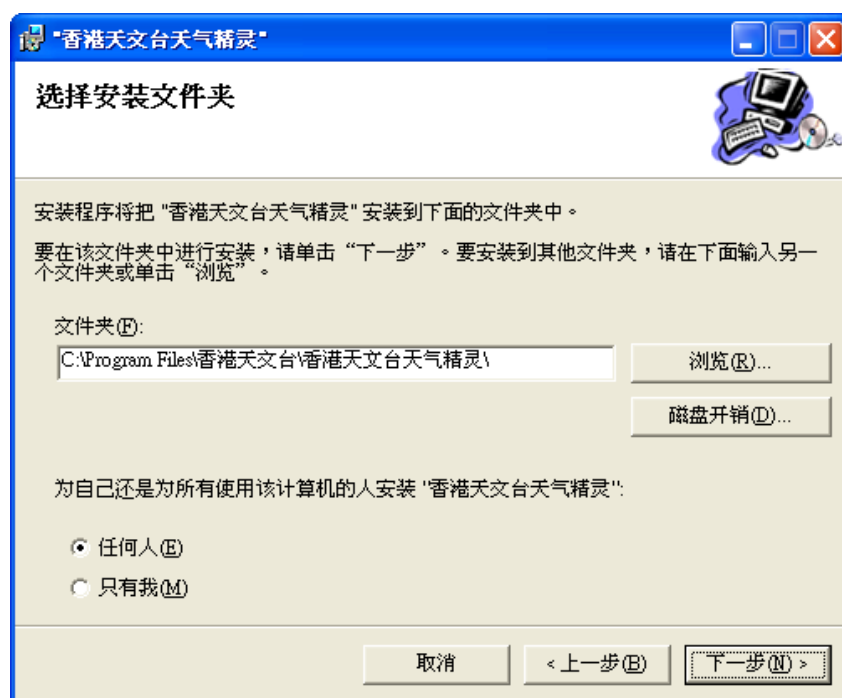 "香港天文台天气精灵"
选择安装文件夹
安装程序将把 "香港天文台天气精灵" 安装到下面的文件夹中。
要在该文件夹中进行安装，请单击“下一步”。要安装到其他文件夹，请在下面输入另一
个文件夹或单击“浏览”。
文件夹(F):
C:\Program Files\香港天文台\香港天文台天气精灵\
浏览(R)...
磁盘开销(D)...
为自己还是为所有使用该计算机的人安装 "香港天文台天气精灵":
任何人(E)
只有我(M)
取消
< 上一步(B)
下一步(N) >